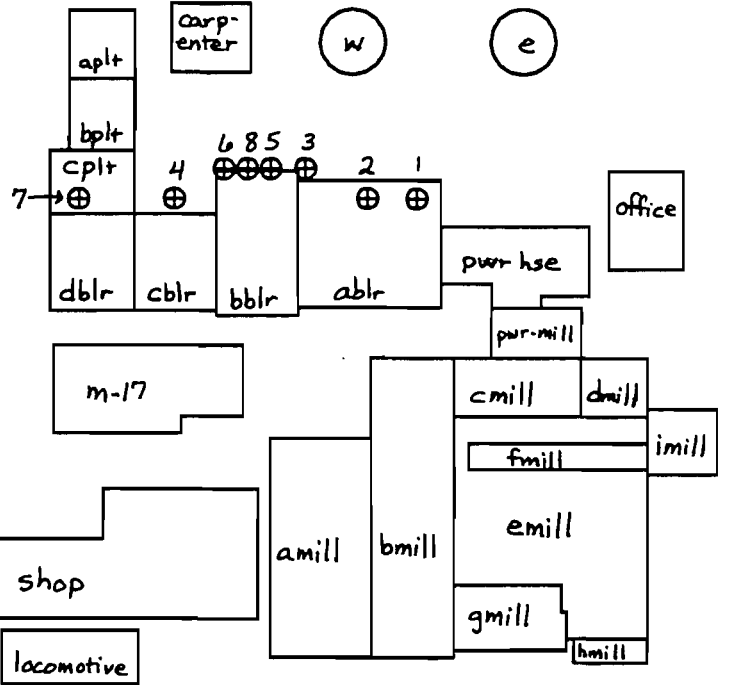 carp-
enter
w
e
aplt
bplt
6 8 5 3
cplt
4
2
1
7
office
pwr hse
dblr
cblr
bblr
ablr
pwr-mill
m-17
cmill
dmill
imill
fmill
emill
amill
bmill
shop
gmill
hmill
locomotive